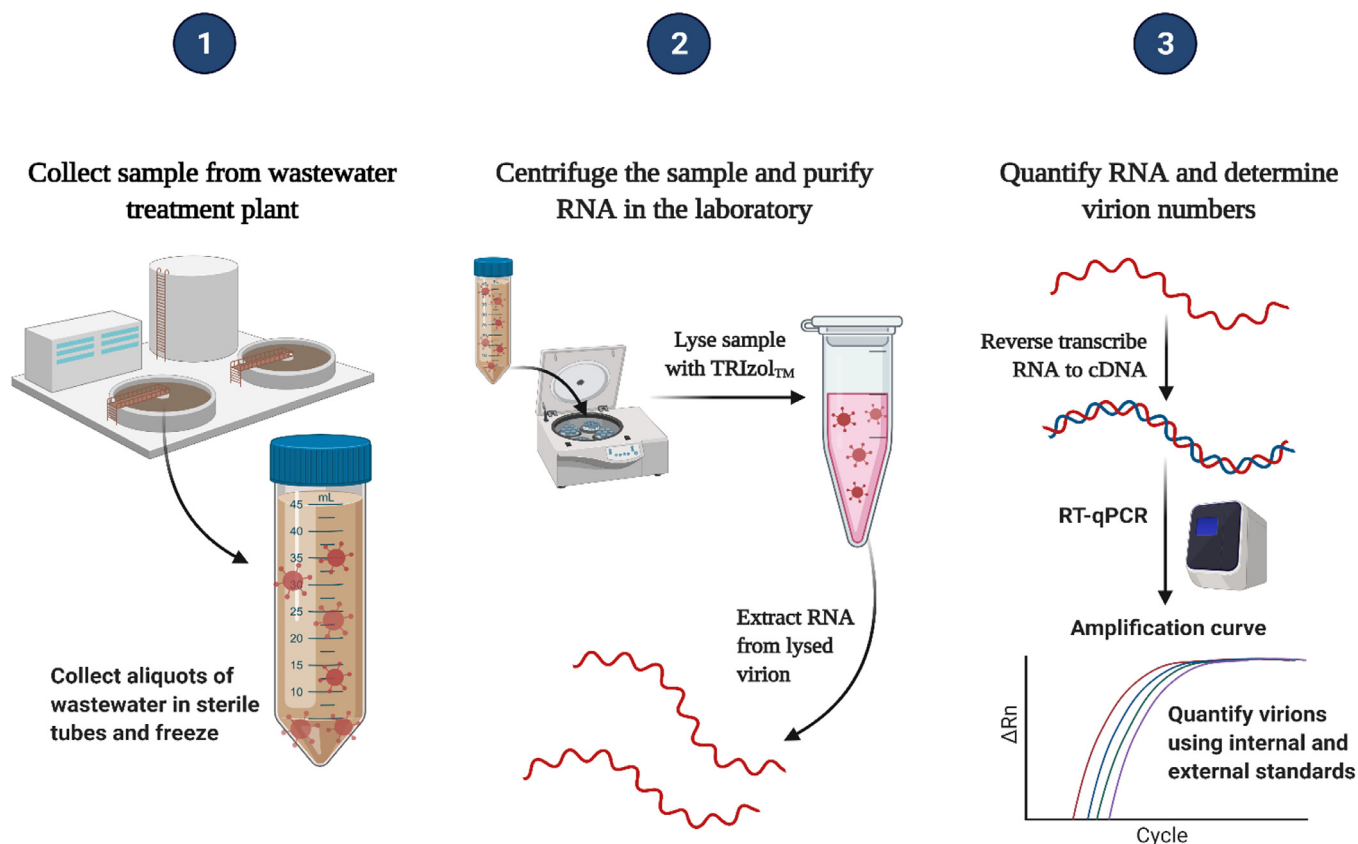 1
Collect sample from wastewater
treatment plant
mL
45
40
35
30
25
20
15
10
Collect aliquots of
wastewater in sterile
tubes and freeze
2
Centrifuge the sample and purify
RNA in the laboratory
Lyse sample
with TRIzolTM
Extract RNA
from lysed
virion
3
Quantify RNA and determine
virion numbers
Reverse transcribe
RNA to cDNA
RT-qPCR
Amplification curve
ΔRn
Quantify virions
using internal and
external standards
Cycle